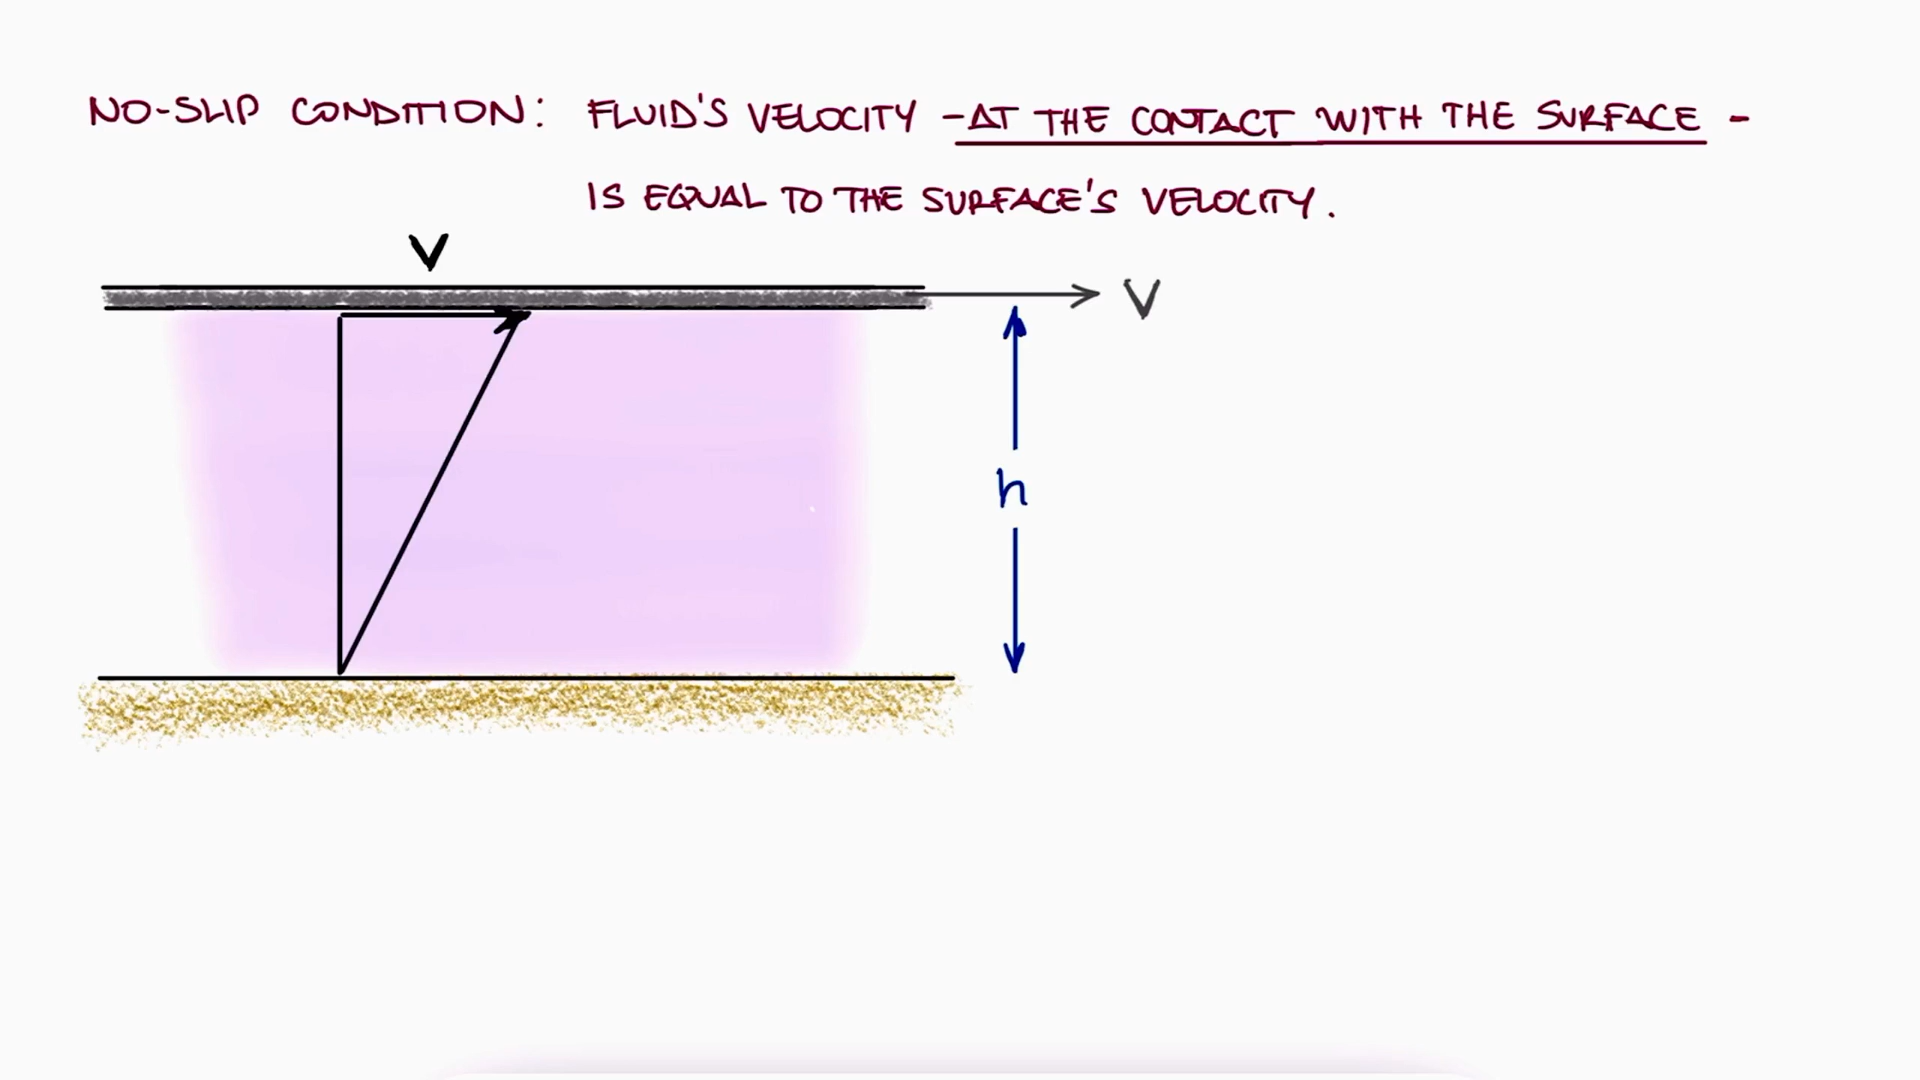 NO-SLIP CONDITION: FLUID'S VELOCITY -AT THE CONTACT WITH THE SURFACE -
IS EQUAL TO THE SURFACE'S VELOCITY.
V
V
h